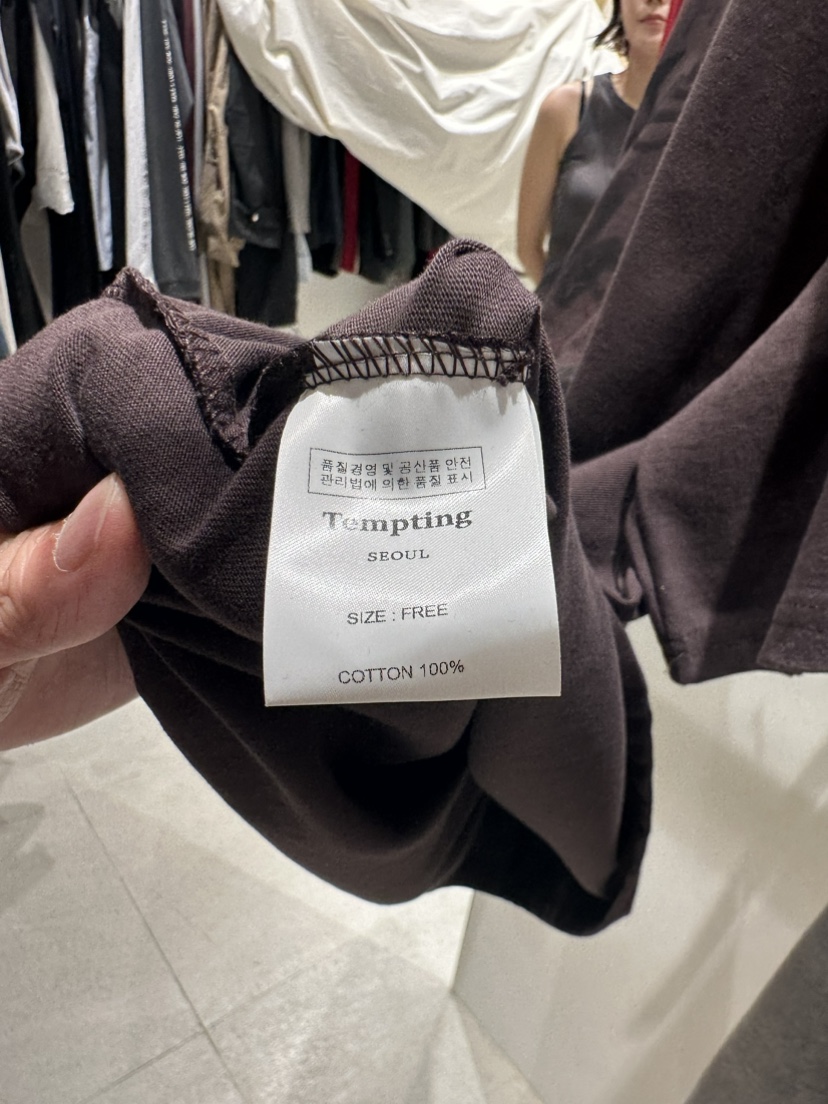 품질경영 및 공산품 안전
관리법에 의한 품질 표시
Tempting
SEOUL
SIZE : FREE
COTTON 100%